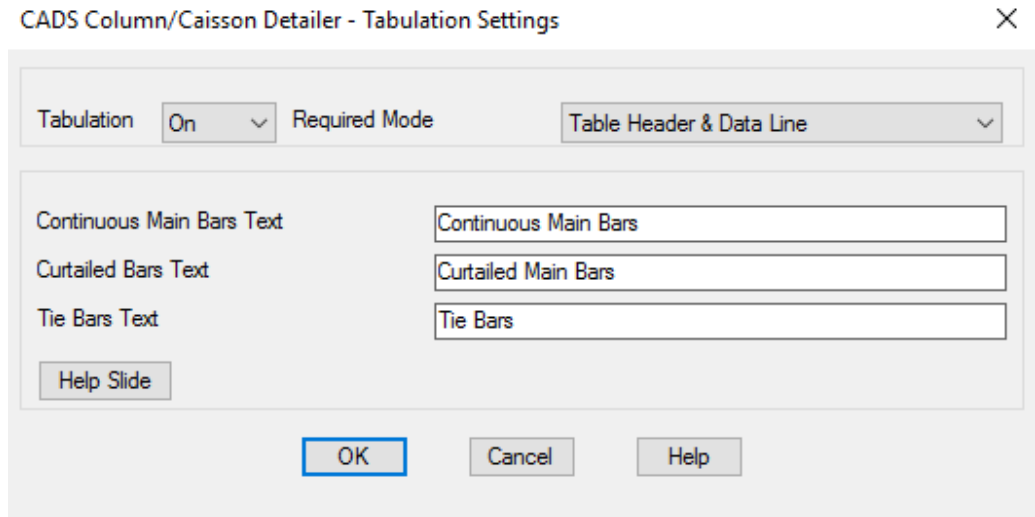 CADS Column/Caisson Detailer - Tabulation Settings
Tabulation On Required Mode Table Header & Data Line
Continuous Main Bars Text Continuous Main Bars
Curtailed Bars Text Curtailed Main Bars
Tie Bars Text Tie Bars
Help Slide
OK Cancel Help